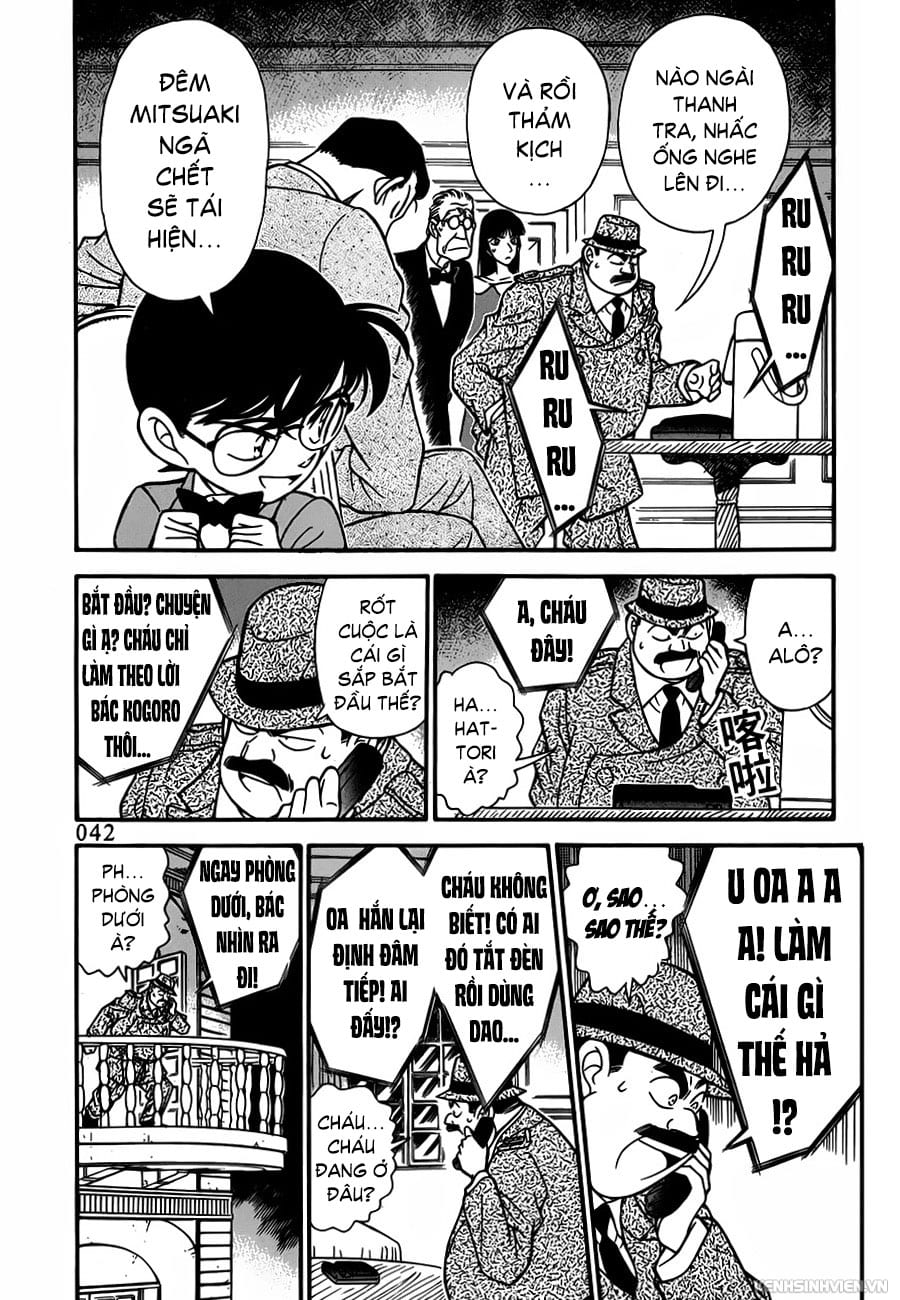 NÀO NGÀI
THANH
TRA, NHẤC
ỐNG NGHE
LÊN ĐI...
RU
RU
RU
...
VÀ RỒI
THẢM
KỊCH
...
RU
RU
RU
...
ĐÊM
MITSUAKI
NGÃ
CHẾT
SẼ TÁI
HIỆN...
A...
ALÔ?
喀
啦
A, CHÁU
ĐÂY!
HA...
HAT-
TORI
À?
RỐT
CUỘC LÀ
CÁI GÌ
SẮP BẮT
ĐẦU THẾ?
BẮT ĐẦU? CHUYỆN
GÌ Ạ? CHÁU CHỈ
LÀM THEO LỜI
BÁC KOGORO
THÔI...
042
U OA A A
A! LÀM
CÁI GÌ
THẾ HẢ
!?
Ơ, SAO...
SAO THẾ?
CHÁU KHÔNG
BIẾT! CÓ AI
ĐÓ TẮT ĐÈN
RỒI DÙNG
DAO...
OA HẮN LẠI
ĐỊNH ĐÂM
TIẾP! AI
ĐẤY!?
CHÁU...
CHÁU
ĐANG Ở
ĐÂU?
NGAY PHÒNG
DƯỚI, BÁC
NHÌN RA
ĐI!
PH...
PHÒNG
DƯỚI
À?
LENHSINHVIEN.VN